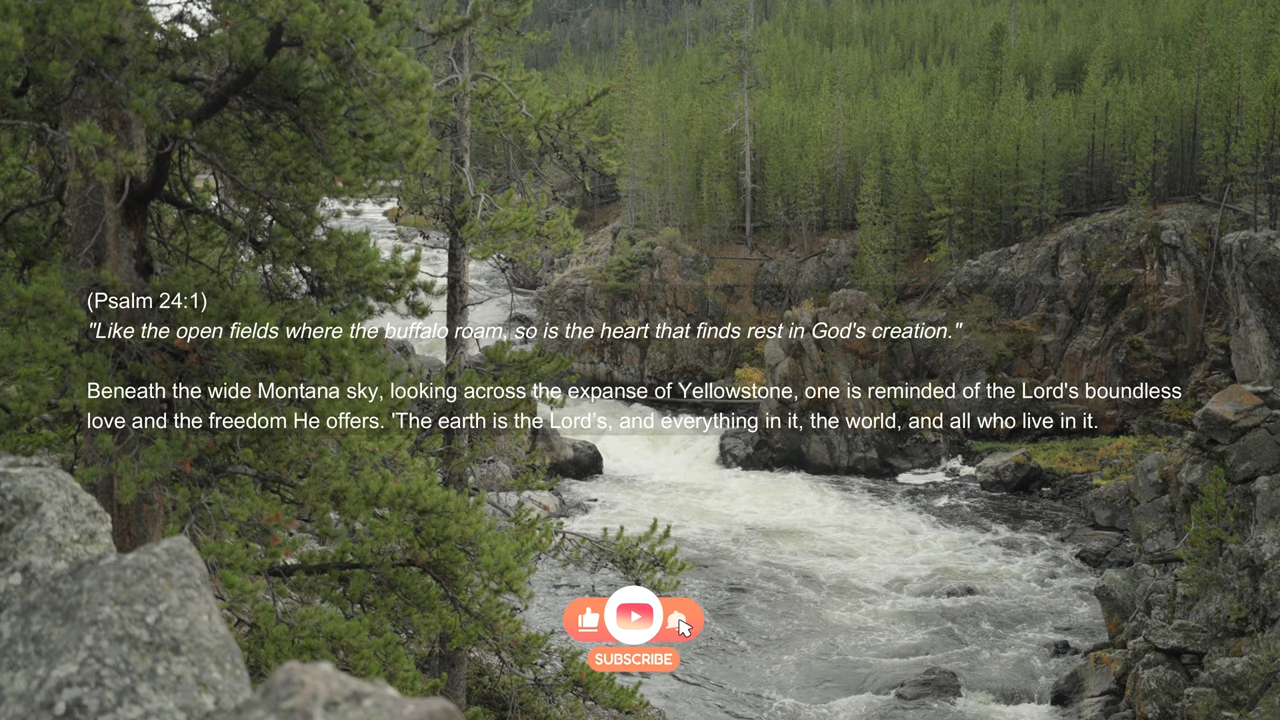 (Psalm 24:1)
"Like the open fields where the buffalo roam, so is the heart that finds rest in God's creation."
Beneath the wide Montana sky, looking across the expanse of Yellowstone, one is reminded of the Lord's boundless
love and the freedom He offers. 'The earth is the Lord’s, and everything in it, the world, and all who live in it.
SUBSCRIBE